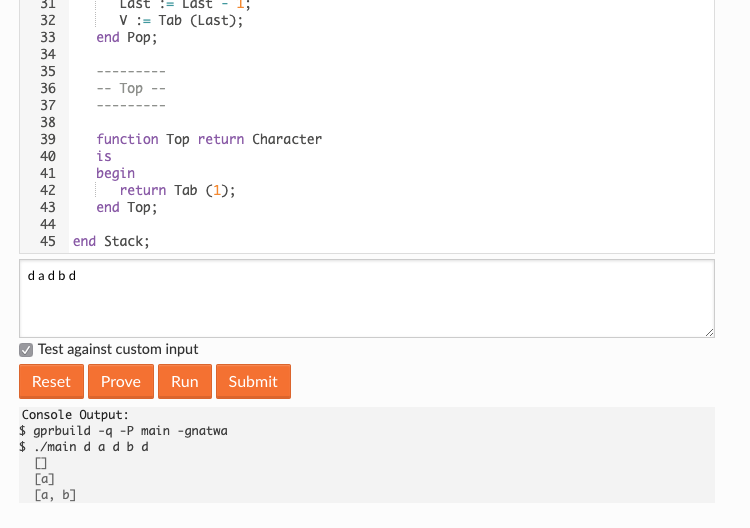 31 Last := Last - 1;
32 V := Tab (Last);
33 end Pop;
34
35 ---------
36 -- Top --
37 ---------
38
39 function Top return Character
40 is
41 begin
42 return Tab (1);
43 end Top;
44
45 end Stack;
d a d b d
Test against custom input
Reset Prove Run Submit
Console Output:
$ gprbuild -q -P main -gnatwa
$ ./main d a d b d
[]
[a]
[a, b]